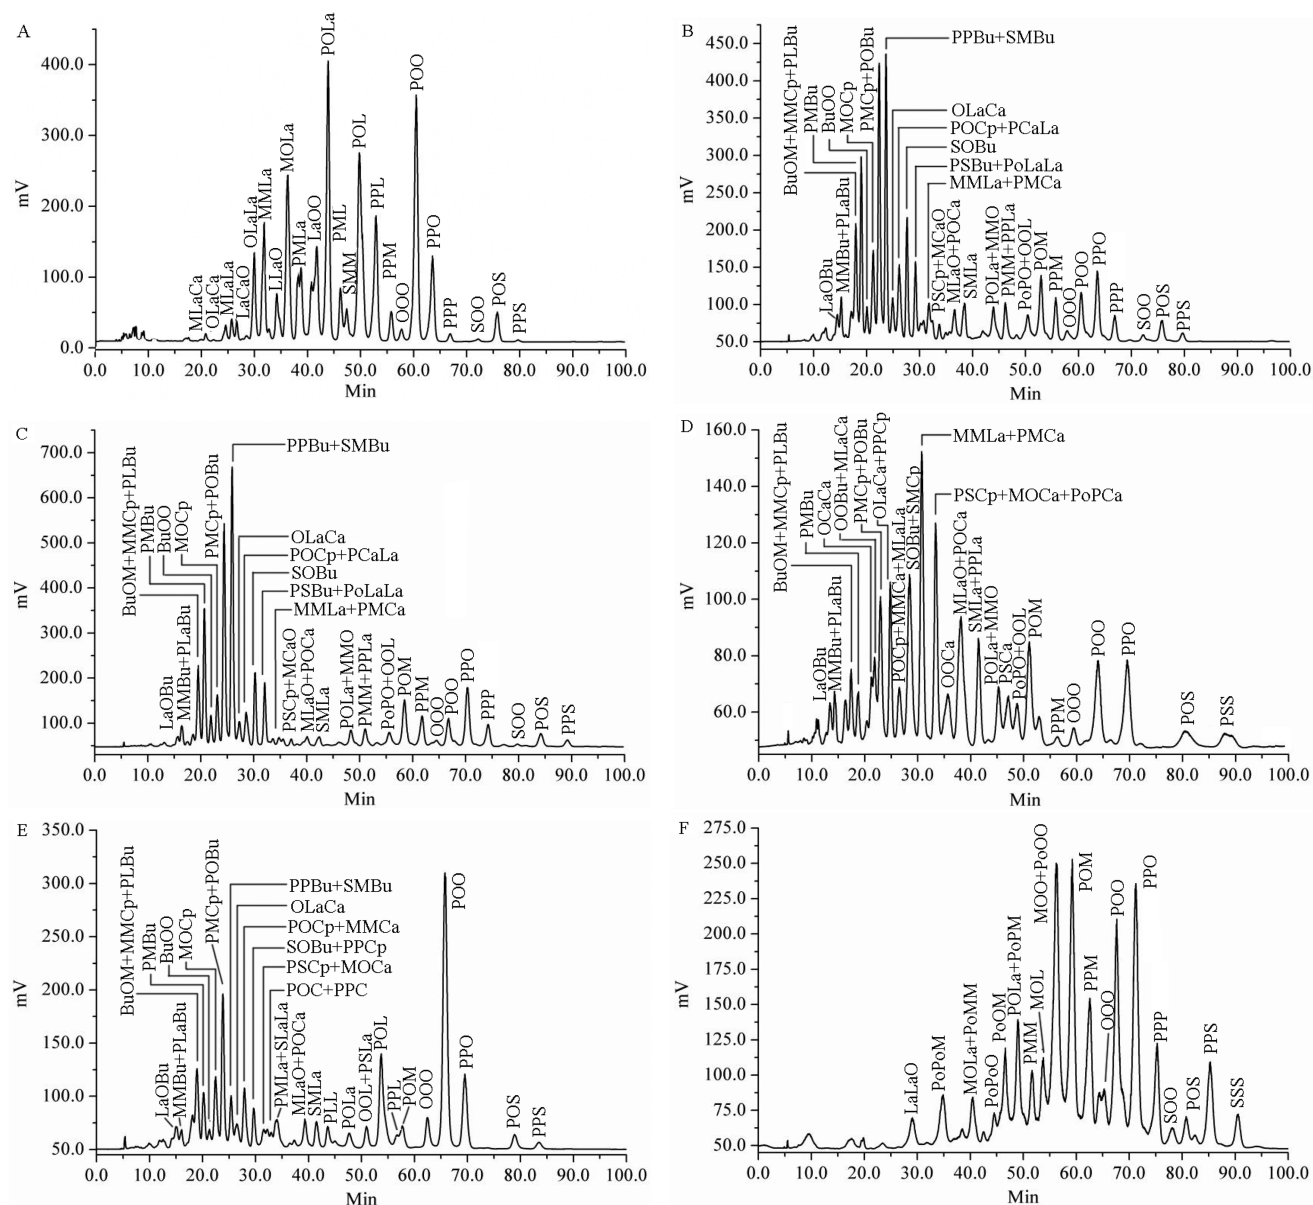 A
mV
400.0
300.0
200.0
100.0
0.0
MLaCa
OLaCa
MLaLa
LaCaO
OLaLa
MMLa
LLaO
MOLa
PMLa
LaOO
POLa
PML
SMM
POL
PPL
PPM
OOO
POO
PPO
PPP
SOO
POS
PPS
0.0 10.0 20.0 30.0 40.0 50.0 60.0 70.0 80.0 90.0 100.0
Min
B
mV
450.0
400.0
350.0
300.0
250.0
200.0
150.0
100.0
50.0
LaOBu
MMBu+PLaBu
BuOM+MMCp+PLBu
PMBu
BuOO
MOCp
PMCp+POBu
PPBu+SMBu
OLaCa
POCp+PCaLa
SOBu
PSBu+PoLaLa
MMLa+PMCa
PSCp+MCaO
MLaO+POCa
SMLa
POLa+MMO
PMM+PPLa
PoPO+OOL
POM
PPM
OOO
POO
PPO
PPP
SOO
POS
PPS
0.0 10.0 20.0 30.0 40.0 50.0 60.0 70.0 80.0 90.0 100.0
Min
C
mV
700.0
600.0
500.0
400.0
300.0
200.0
100.0
LaOBu
MMBu+PLaBu
BuOM+MMCp+PLBu
PMBu
BuOO
MOCp
PMCp+POBu
PPBu+SMBu
OLaCa
POCp+PCaLa
SOBu
PSBu+PoLaLa
MMLa+PMCa
PSCp+MCaO
MLaO+POCa
SMLa
POLa+MMO
PMM+PPLa
PoPO+OOL
POM
PPM
OOO
POO
PPO
PPP
SOO
POS
PPS
0.0 10.0 20.0 30.0 40.0 50.0 60.0 70.0 80.0 90.0 100.0
Min
D
mV
160.0
140.0
120.0
100.0
80.0
60.0
LaOBu
MMBu+PLaBu
BuOM+MMCp+PLBu
PMBu
OCaCa
OOBu+MLaCa
PMCp+POBu
OLaCa+PPCp
POCp+MMCa+MLaLa
SOBu+SMCp
MMLa+PMCa
PSCp+MOCa+PoPCa
OOCa
MLaO+POCa
SMLa+PPLa
POLa+MMO
PSCa
PoPO+OOL
POM
PPM
OOO
POO
PPO
POS
PSS
0.0 10.0 20.0 30.0 40.0 50.0 60.0 70.0 80.0 90.0 100.0
Min
E
mV
350.0
300.0
250.0
200.0
150.0
100.0
50.0
LaOBu
MMBu+PLaBu
BuOM+MMCp+PLBu
PMBu
BuOO
MOCp
PMCp+POBu
PPBu+SMBu
OLaCa
POCp+MMCa
SOBu+PPCp
PSCp+MOCa
POC+PPC
PMLa+SLaLa
MLaO+POCa
SMLa
PLL
POLa
OOL+PSLa
POL
PPL
POM
OOO
POO
PPO
POS
PPS
0.0 10.0 20.0 30.0 40.0 50.0 60.0 70.0 80.0 90.0 100.0
Min
F
mV
275.0
250.0
225.0
200.0
175.0
150.0
125.0
100.0
75.0
50.0
LaLaO
PoPoM
MOLa+PoMM
PoPoO
PoOM
POLa+PoPM
PMM
MOL
MOO+PoOO
POM
PPM
OOO
POO
PPO
PPP
SOO
POS
PPS
SSS
0.0 10.0 20.0 30.0 40.0 50.0 60.0 70.0 80.0 90.0 100.0
Min